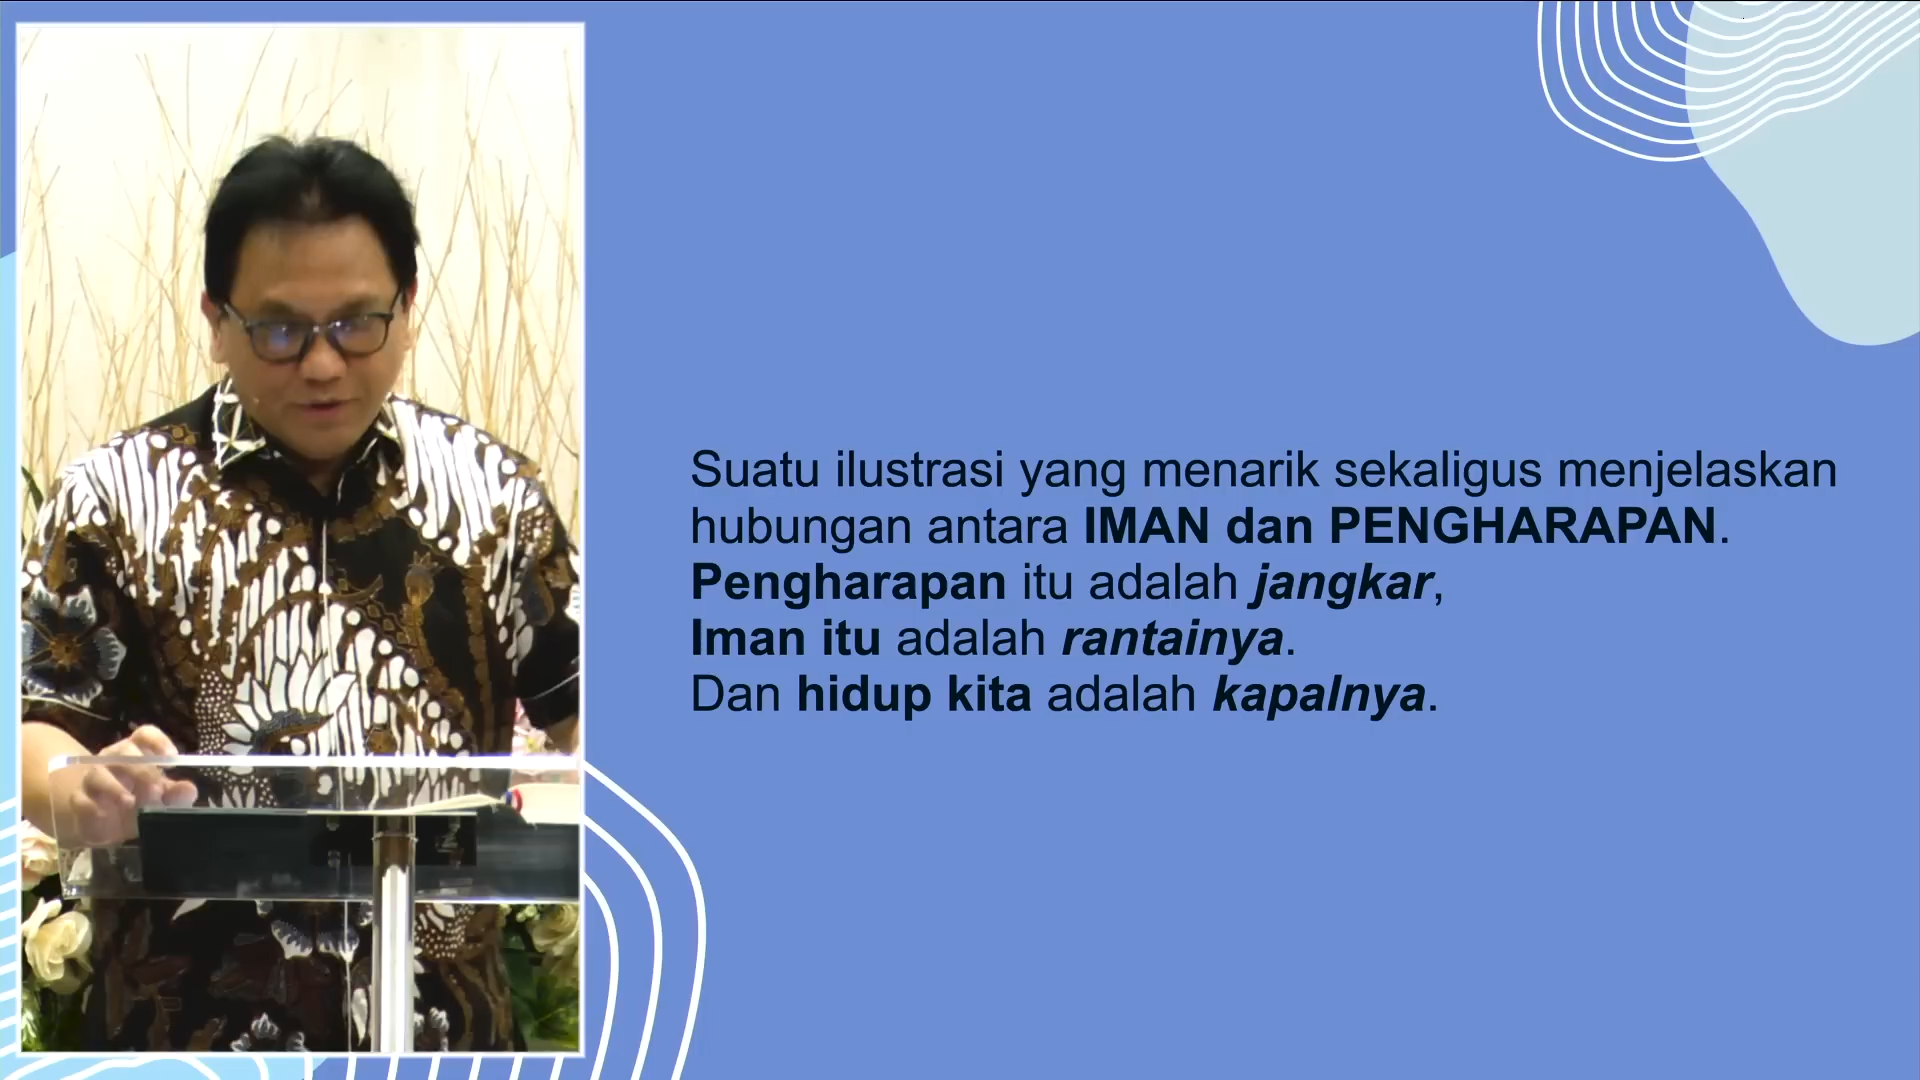 Suatu ilustrasi yang menarik sekaligus menjelaskan
hubungan antara IMAN dan PENGHARAPAN.
Pengharapan itu adalah jangkar,
Iman itu adalah rantainya.
Dan hidup kita adalah kapalnya.